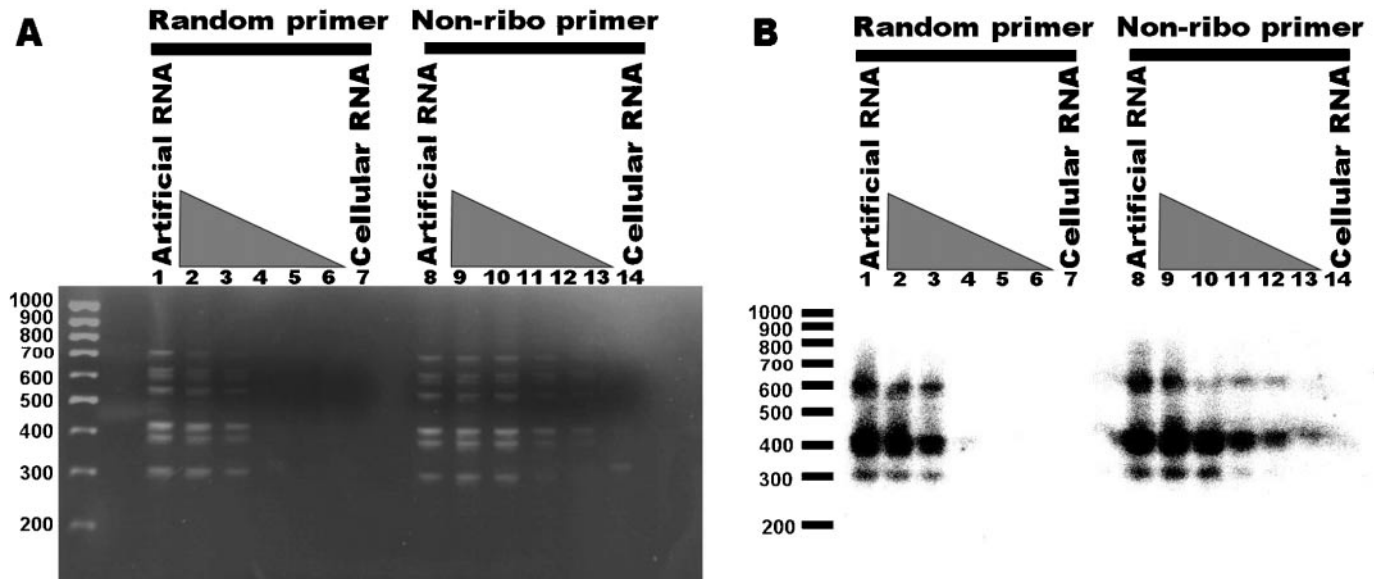 A
Random primer
Non-ribo primer
Artificial RNA
Cellular RNA
Artificial RNA
Cellular RNA
1 2 3 4 5 6 7 8 9 10 11 12 13 14
1000
900
800
700
600
500
400
300
200
B
Random primer
Non-ribo primer
Artificial RNA
Cellular RNA
Artificial RNA
Cellular RNA
1 2 3 4 5 6 7 8 9 10 11 12 13 14
1000
900
800
700
600
500
400
300
200